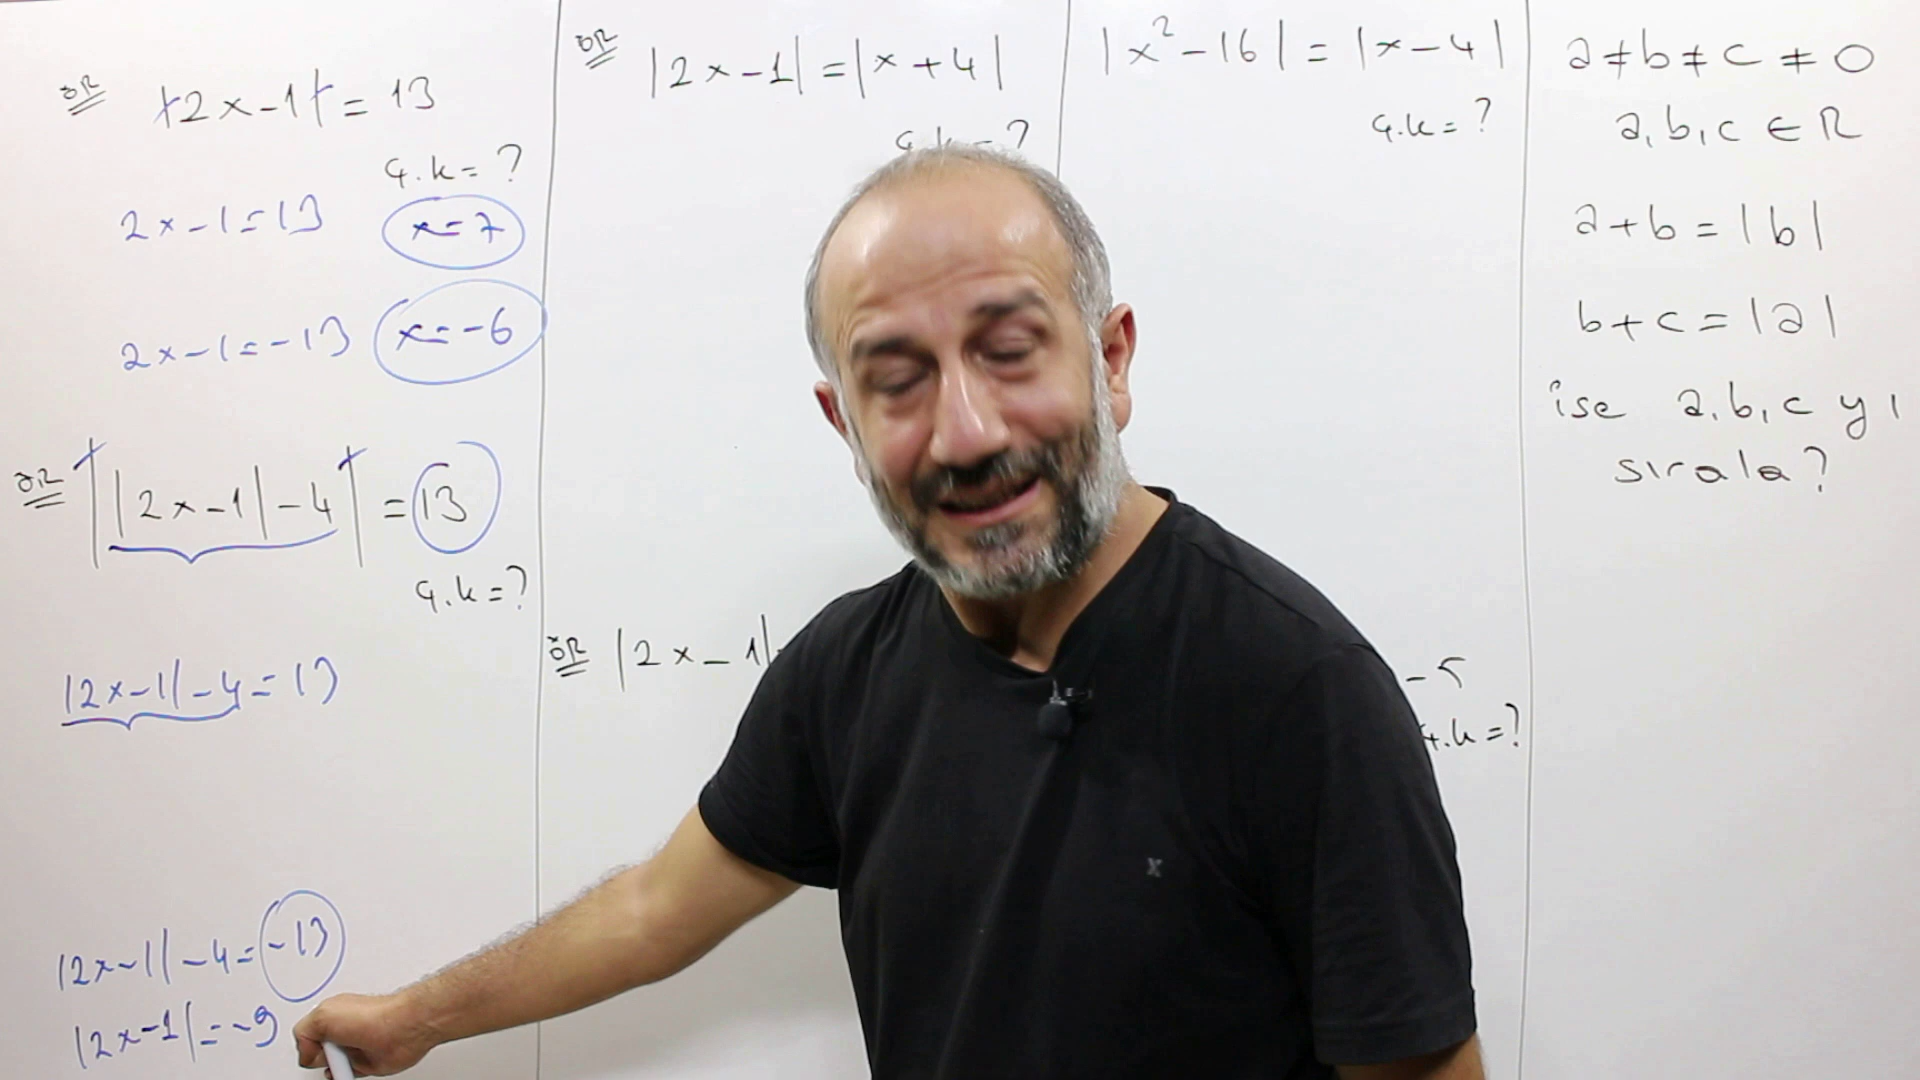 ÖR |2x-1| = 13
Ç.K = ?
2x-1 = 13 x=7
2x-1 = -13 x=-6
ÖR ||2x-1|-4| = 13
Ç.K = ?
|2x-1| - 4 = 13
|2x-1| - 4 = -13
|2x-1| = -9
ÖR |2x-1| = |x+4|
Ç.K = ?
ÖR |2x-1|
|x²-16| = |x-4|
Ç.K = ?
-5
Ç.K = ?
a ≠ b ≠ c ≠ 0
a,b,c ∈ R
a+b = |b|
b+c = |a|
ise a,b,c yı
sırala?